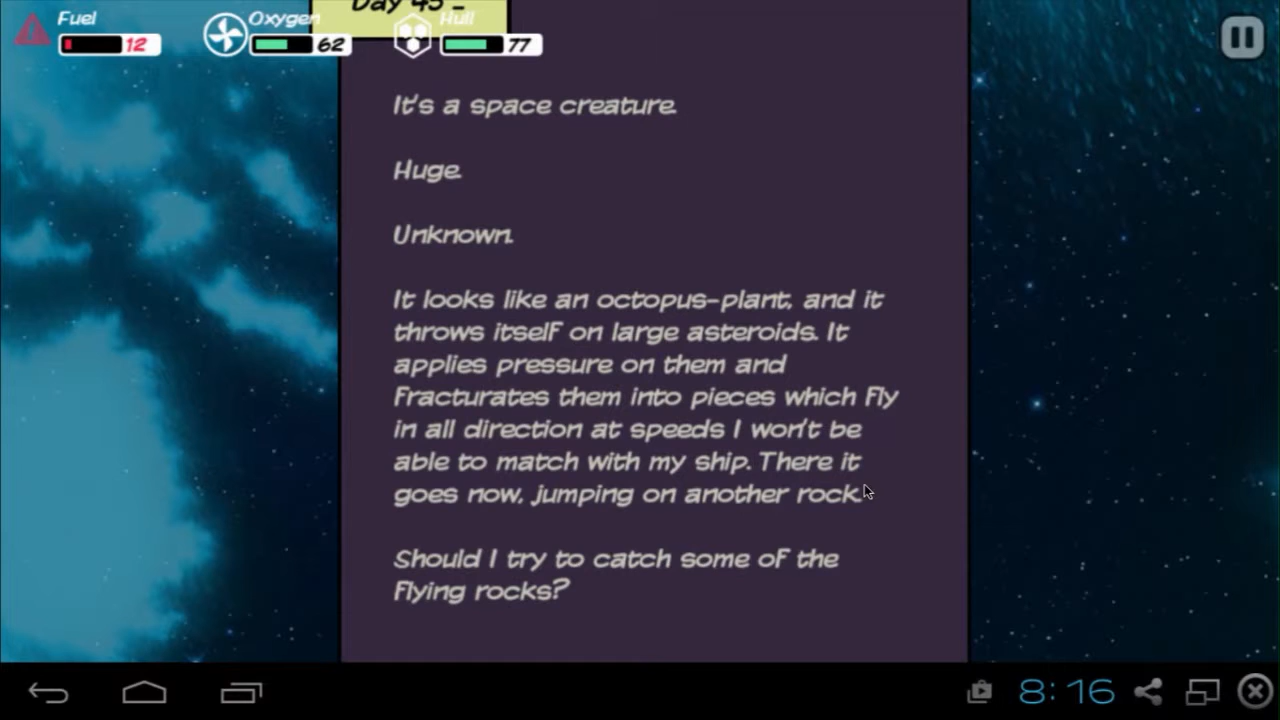 Day 45 _
Fuel
12
Oxygen
62
Hull
77
It's a space creature.
Huge.
Unknown.
It looks like an octopus-plant, and it
throws itself on large asteroids. It
applies pressure on them and
fracturates them into pieces which fly
in all direction at speeds I won't be
able to match with my ship. There it
goes now, jumping on another rock.
Should I try to catch some of the
flying rocks?
8:16